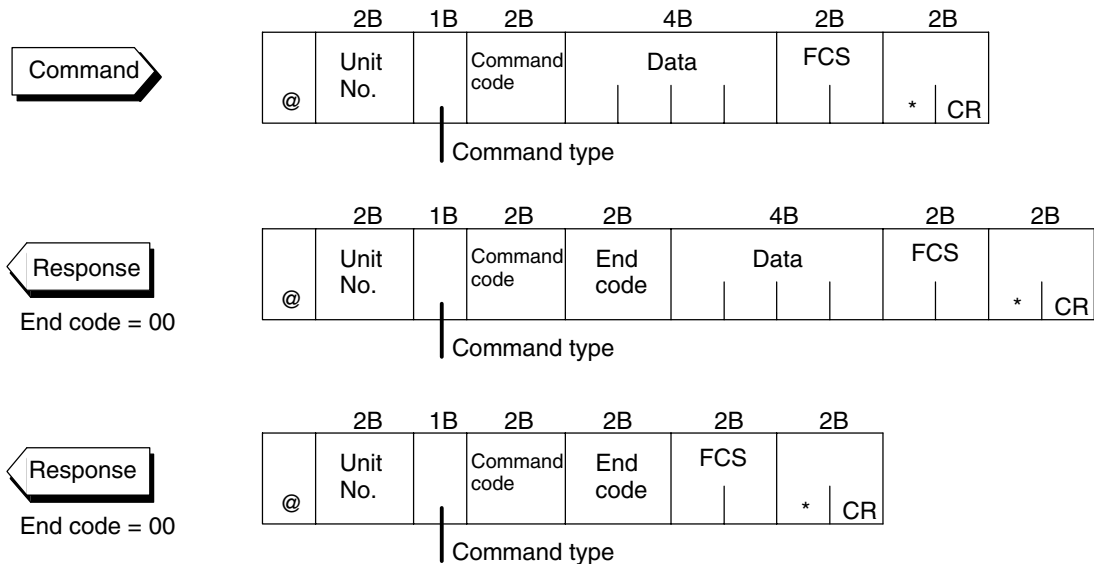 2B 1B 2B 4B 2B 2B
Command
@ Unit No. Command code Data FCS * CR
Command type
2B 1B 2B 2B 4B 2B 2B
Response
@ Unit No. Command code End code Data FCS * CR
End code = 00
Command type
2B 1B 2B 2B 2B 2B
Response
@ Unit No. Command code End code FCS * CR
End code = 00
Command type